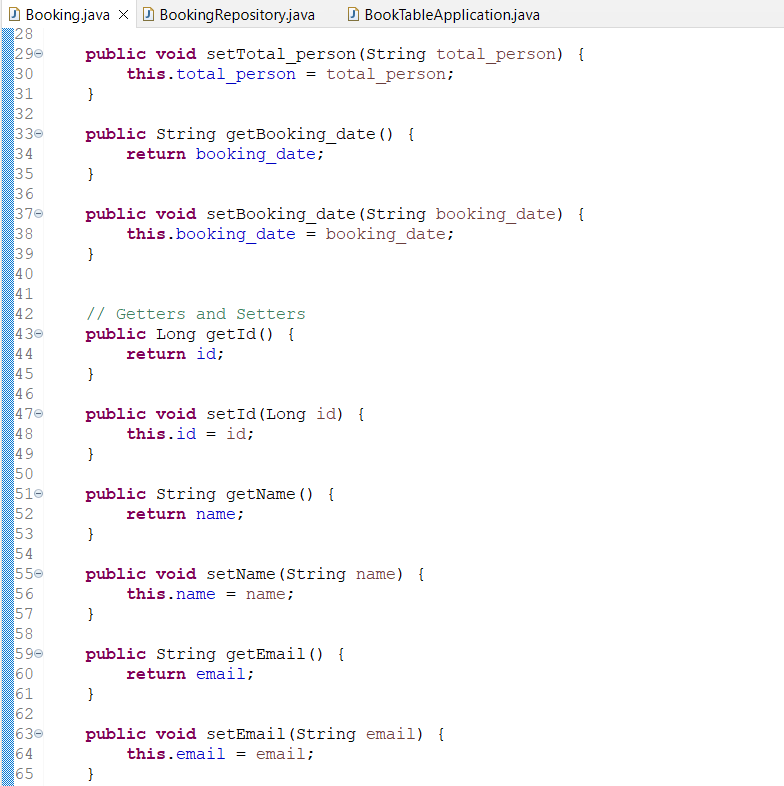 Booking.java BookingRepository.java BookTableApplication.java
28
29 public void setTotal_person(String total_person) {
30 this.total_person = total_person;
31 }
32
33 public String getBooking_date() {
34 return booking_date;
35 }
36
37 public void setBooking_date(String booking_date) {
38 this.booking_date = booking_date;
39 }
40
41
42 // Getters and Setters
43 public Long getId() {
44 return id;
45 }
46
47 public void setId(Long id) {
48 this.id = id;
49 }
50
51 public String getName() {
52 return name;
53 }
54
55 public void setName(String name) {
56 this.name = name;
57 }
58
59 public String getEmail() {
60 return email;
61 }
62
63 public void setEmail(String email) {
64 this.email = email;
65 }